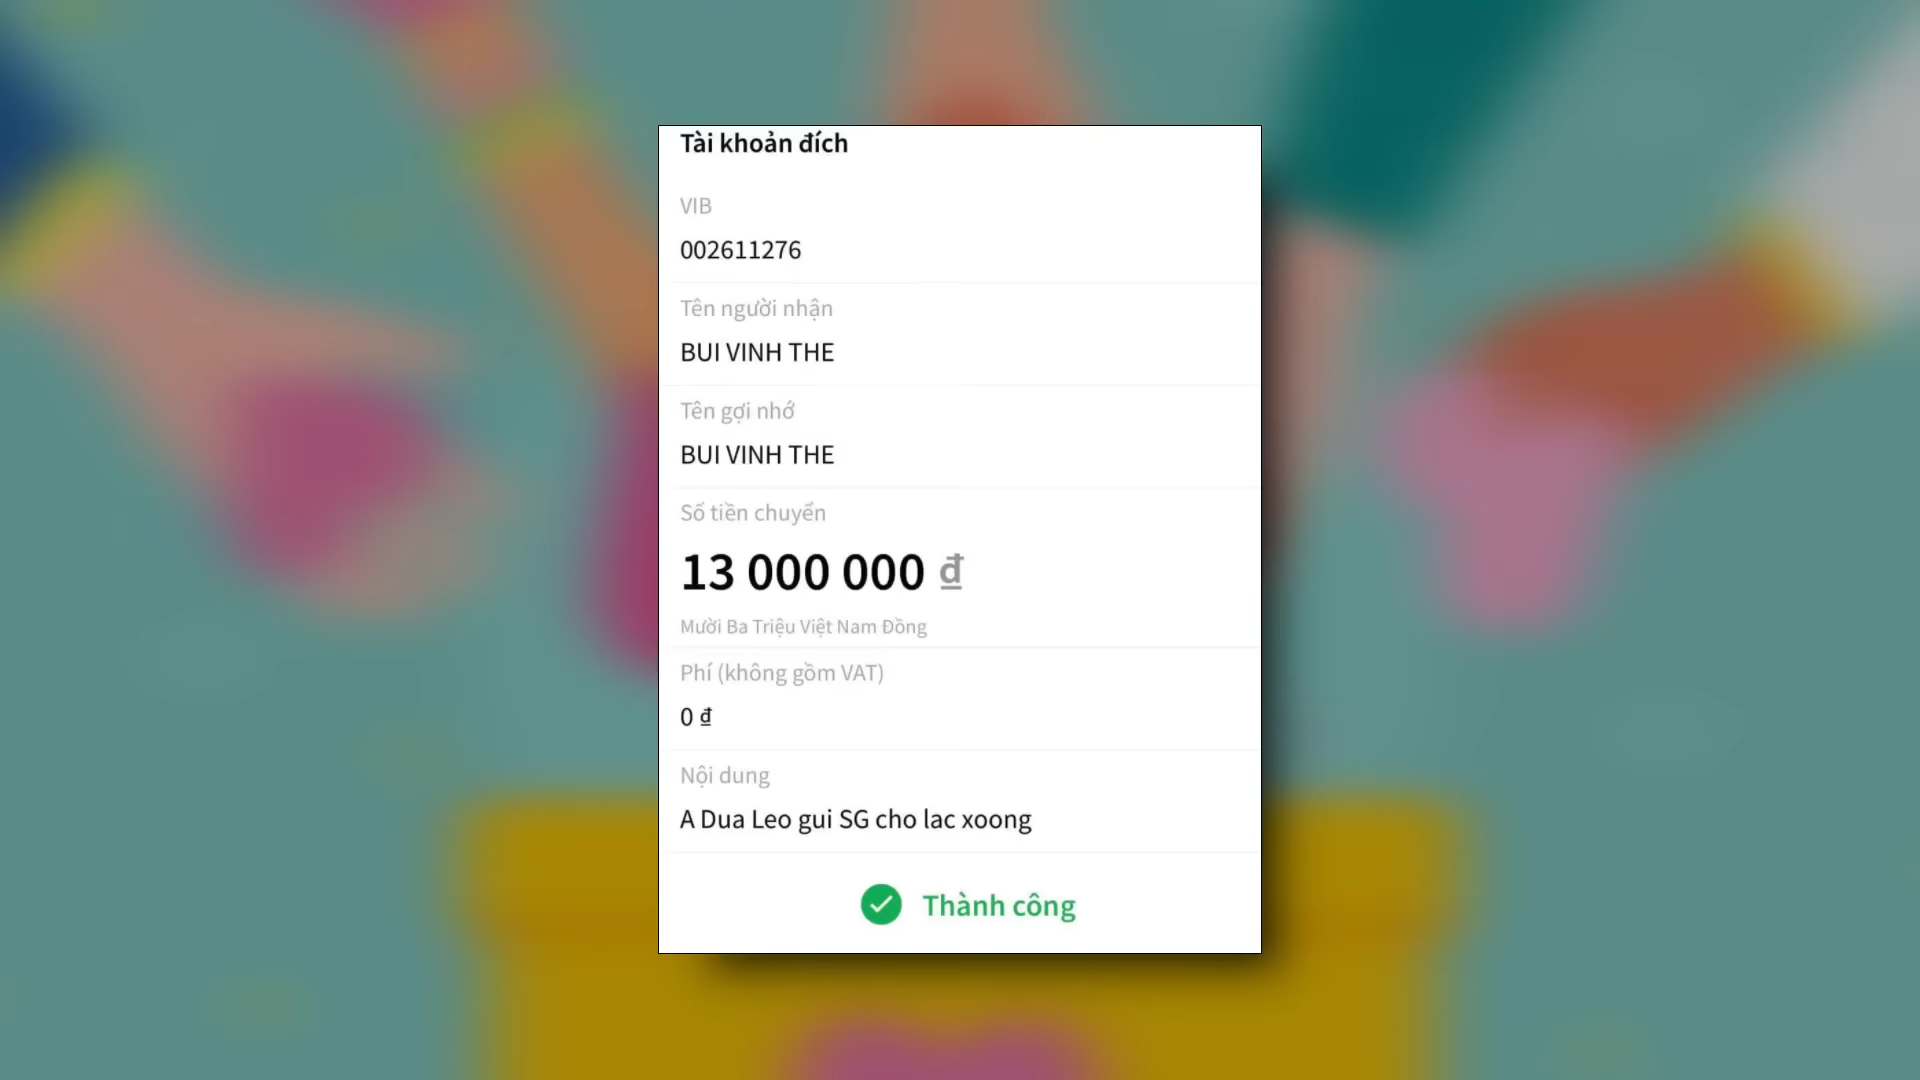 Tài khoản đích
VIB
002611276
Tên người nhận
BUI VINH THE
Tên gợi nhớ
BUI VINH THE
Số tiền chuyển
13 000 000 ₫
Mười Ba Triệu Việt Nam Đồng
Phí (không gồm VAT)
0 ₫
Nội dung
A Dua Leo gui SG cho lac xoong
Thành công